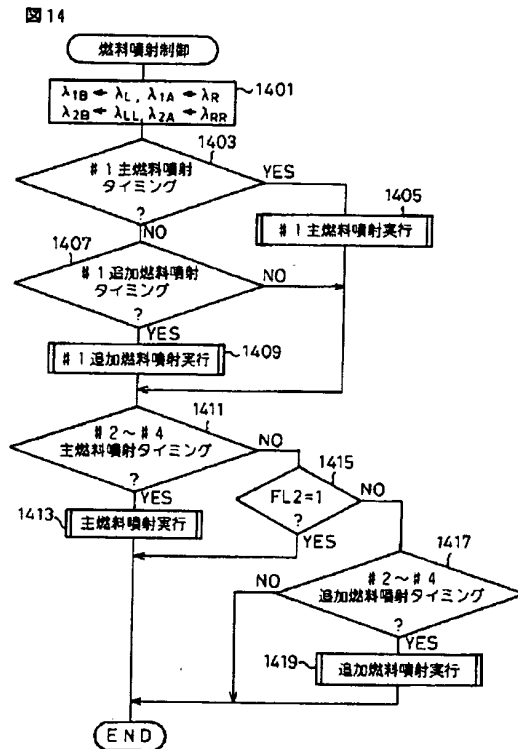 図14
燃料噴射制御
λ1B ← λL , λ1A ← λR
λ2B ← λLL, λ2A ← λRR
1401
1403
#1主燃料噴射
タイミング
?
YES
NO
1405
#1主燃料噴射実行
1407
#1追加燃料噴射
タイミング
?
NO
YES
#1追加燃料噴射実行
1409
1411
#2~#4
主燃料噴射タイミング
?
NO
YES
1413
主燃料噴射実行
1415
FL2=1
?
NO
YES
1417
#2~#4
追加燃料噴射タイミング
?
NO
YES
1419
追加燃料噴射実行
END